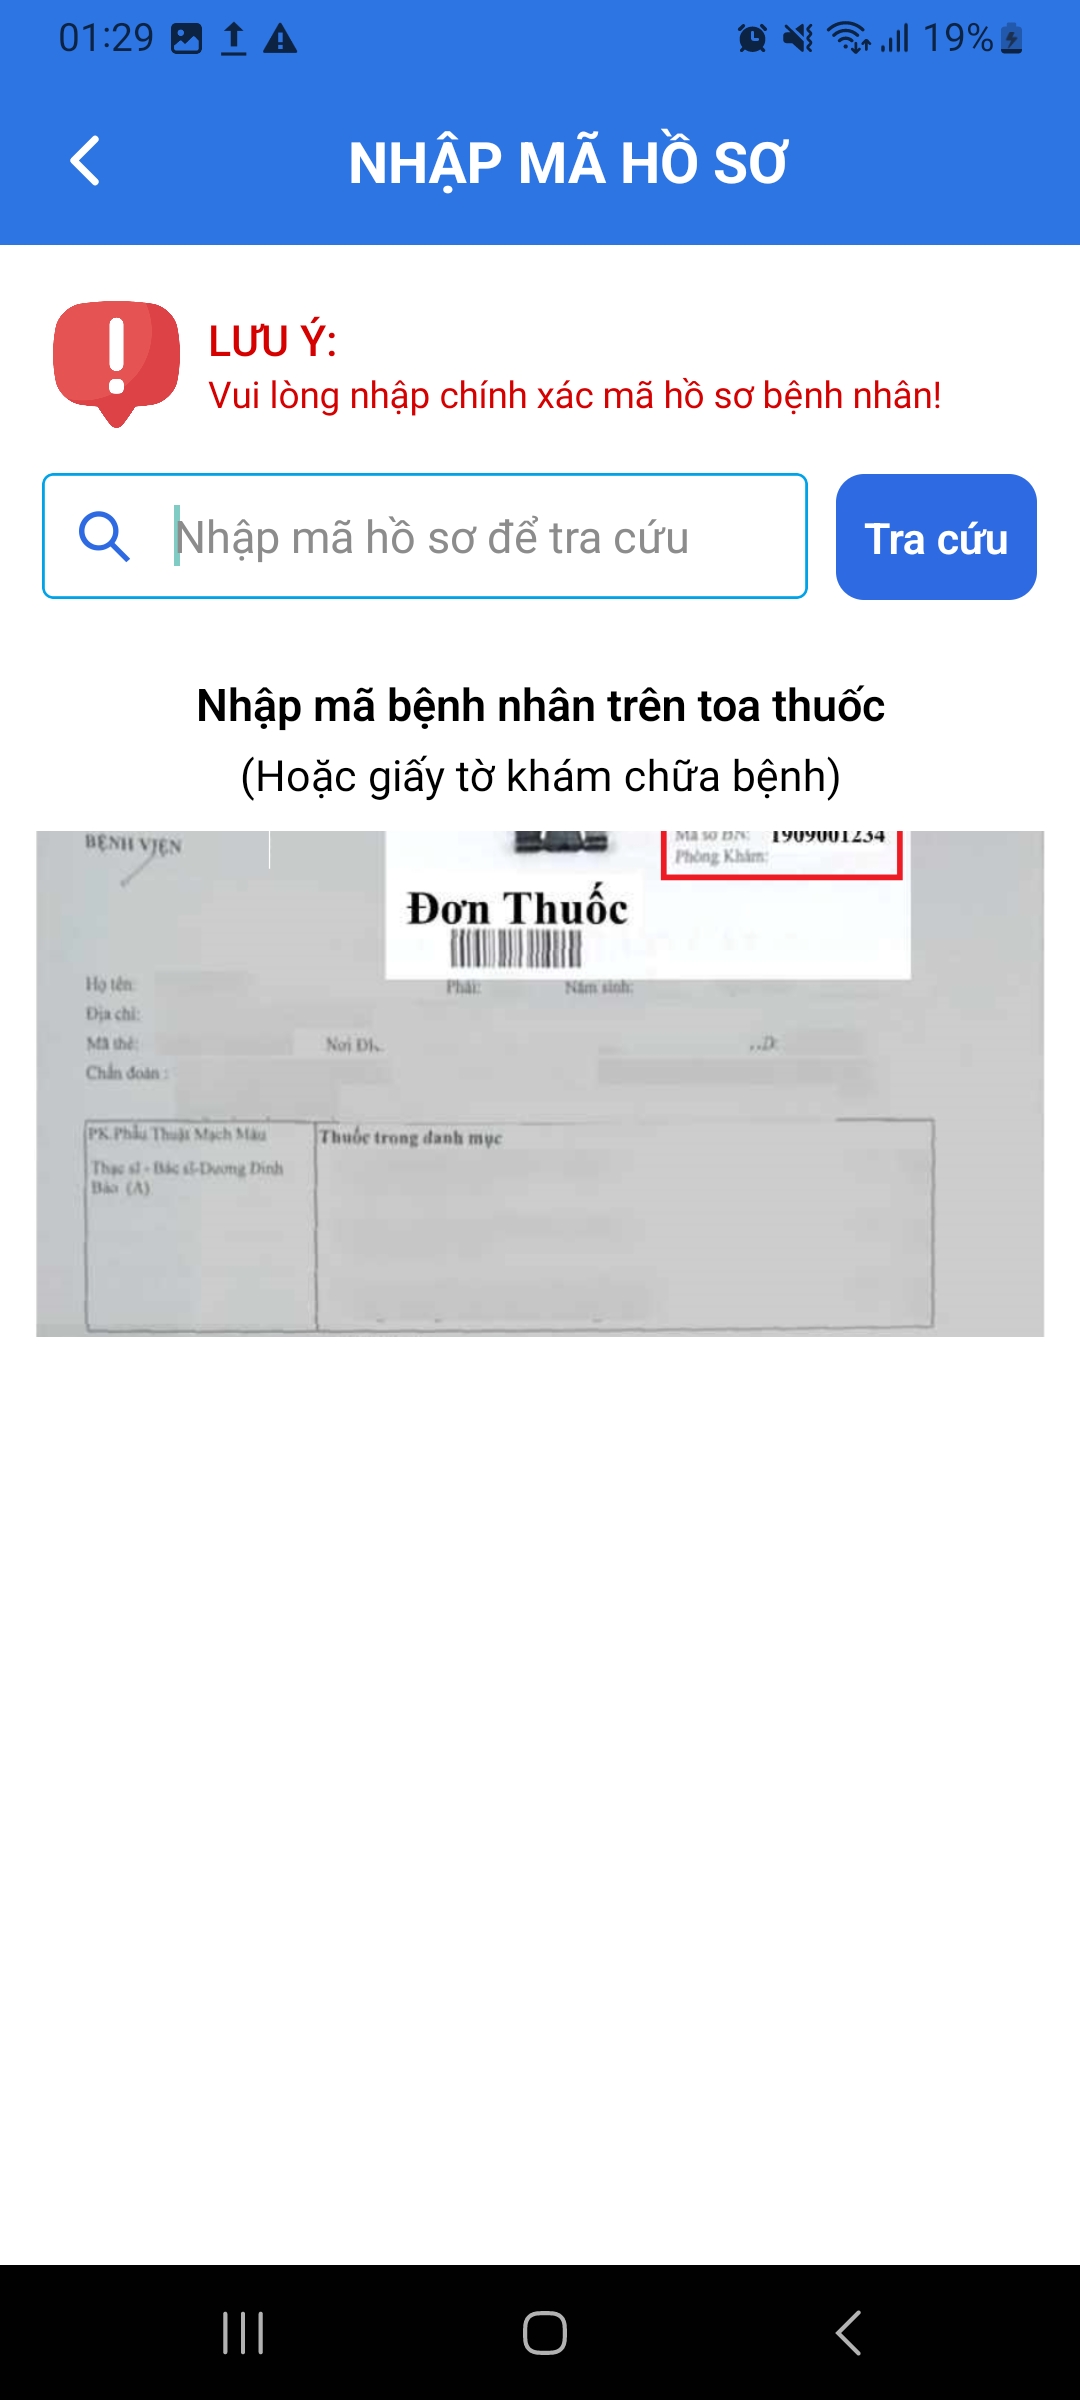 01:29
19%
NHẬP MÃ HỒ SƠ
LƯU Ý:
Vui lòng nhập chính xác mã hồ sơ bệnh nhân!
Nhập mã hồ sơ để tra cứu
Tra cứu
Nhập mã bệnh nhân trên toa thuốc
(Hoặc giấy tờ khám chữa bệnh)
BỆNH VIỆN
Mã số BN: 1909001234
Phòng Khám:
Đơn Thuốc
Họ tên:
Phái:
Năm sinh:
Địa chỉ:
Mã thẻ:
Nơi
Chẩn đoán :
PK.Phẫu Thuật Mạch Máu
Thuốc trong danh mục
Thạc sĩ - Bác sĩ-Dương Đình
Bảo (A)